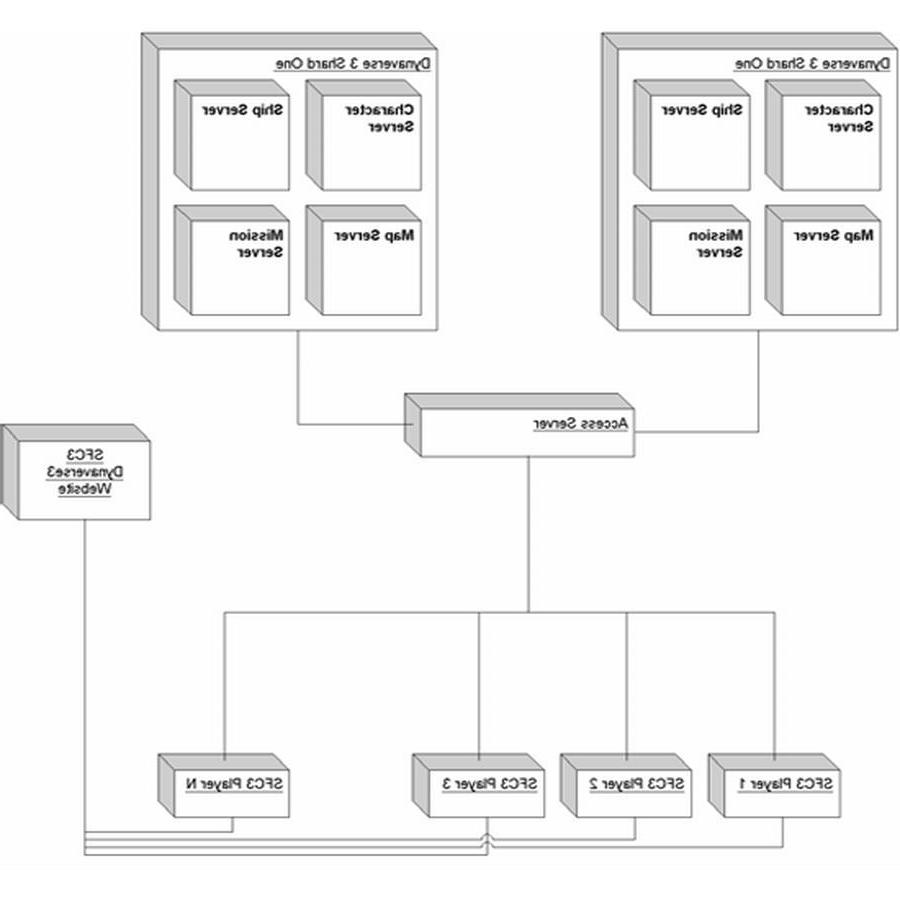 Dynaverse 3 Shard One
Character
Server
Ship Server
Map Server
Mission
Server
Dynaverse 3 Shard One
Character
Server
Ship Server
Map Server
Mission
Server
Access Server
SFC3
Dynaverse3
Website
SFC3 Player 1
SFC3 Player 2
SFC3 Player 3
SFC3 Player N